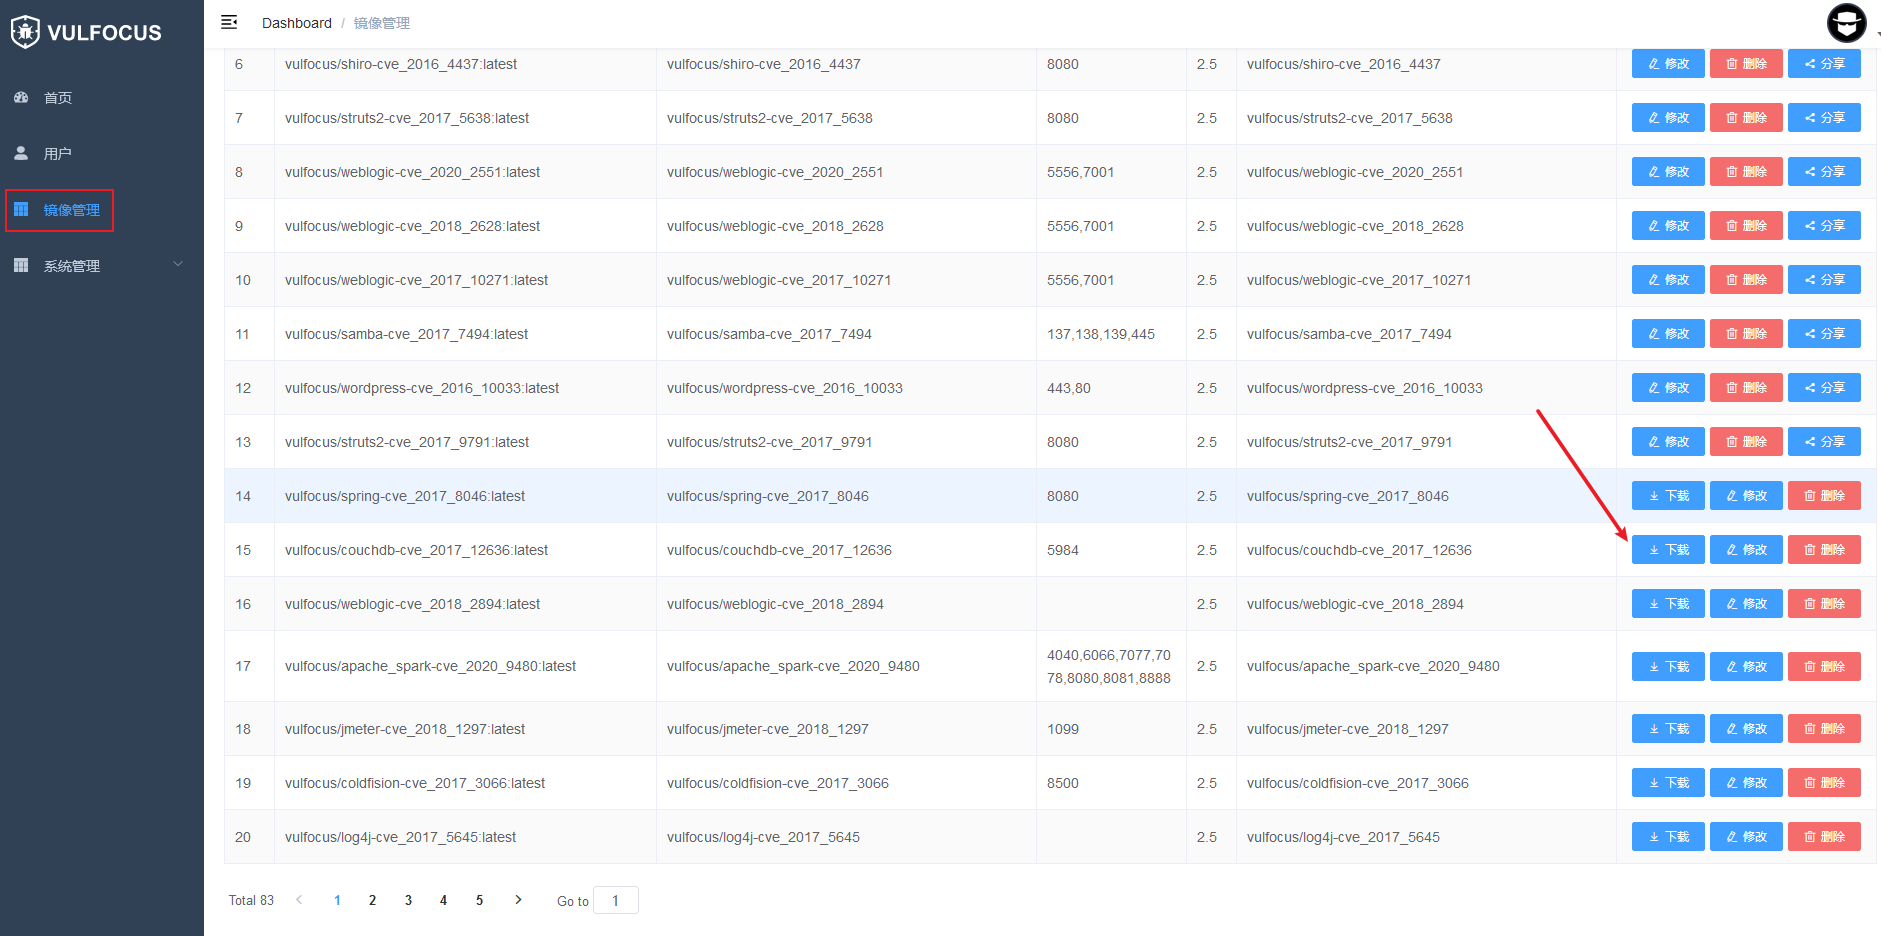 VULFOCUS
首页
用户
镜像管理
系统管理
Dashboard / 镜像管理
6 vulfocus/shiro-cve_2016_4437:latest vulfocus/shiro-cve_2016_4437 8080 2.5 vulfocus/shiro-cve_2016_4437 修改 删除 分享
7 vulfocus/struts2-cve_2017_5638:latest vulfocus/struts2-cve_2017_5638 8080 2.5 vulfocus/struts2-cve_2017_5638 修改 删除 分享
8 vulfocus/weblogic-cve_2020_2551:latest vulfocus/weblogic-cve_2020_2551 5556,7001 2.5 vulfocus/weblogic-cve_2020_2551 修改 删除 分享
9 vulfocus/weblogic-cve_2018_2628:latest vulfocus/weblogic-cve_2018_2628 5556,7001 2.5 vulfocus/weblogic-cve_2018_2628 修改 删除 分享
10 vulfocus/weblogic-cve_2017_10271:latest vulfocus/weblogic-cve_2017_10271 5556,7001 2.5 vulfocus/weblogic-cve_2017_10271 修改 删除 分享
11 vulfocus/samba-cve_2017_7494:latest vulfocus/samba-cve_2017_7494 137,138,139,445 2.5 vulfocus/samba-cve_2017_7494 修改 删除 分享
12 vulfocus/wordpress-cve_2016_10033:latest vulfocus/wordpress-cve_2016_10033 443,80 2.5 vulfocus/wordpress-cve_2016_10033 修改 删除 分享
13 vulfocus/struts2-cve_2017_9791:latest vulfocus/struts2-cve_2017_9791 8080 2.5 vulfocus/struts2-cve_2017_9791 修改 删除 分享
14 vulfocus/spring-cve_2017_8046:latest vulfocus/spring-cve_2017_8046 8080 2.5 vulfocus/spring-cve_2017_8046 下载 修改 删除
15 vulfocus/couchdb-cve_2017_12636:latest vulfocus/couchdb-cve_2017_12636 5984 2.5 vulfocus/couchdb-cve_2017_12636 下载 修改 删除
16 vulfocus/weblogic-cve_2018_2894:latest vulfocus/weblogic-cve_2018_2894 2.5 vulfocus/weblogic-cve_2018_2894 下载 修改 删除
17 vulfocus/apache_spark-cve_2020_9480:latest vulfocus/apache_spark-cve_2020_9480 4040,6066,7077,70
78,8080,8081,8888 2.5 vulfocus/apache_spark-cve_2020_9480 下载 修改 删除
18 vulfocus/jmeter-cve_2018_1297:latest vulfocus/jmeter-cve_2018_1297 1099 2.5 vulfocus/jmeter-cve_2018_1297 下载 修改 删除
19 vulfocus/coldfision-cve_2017_3066:latest vulfocus/coldfision-cve_2017_3066 8500 2.5 vulfocus/coldfision-cve_2017_3066 下载 修改 删除
20 vulfocus/log4j-cve_2017_5645:latest vulfocus/log4j-cve_2017_5645 2.5 vulfocus/log4j-cve_2017_5645 下载 修改 删除
Total 83 1 2 3 4 5 Go to 1